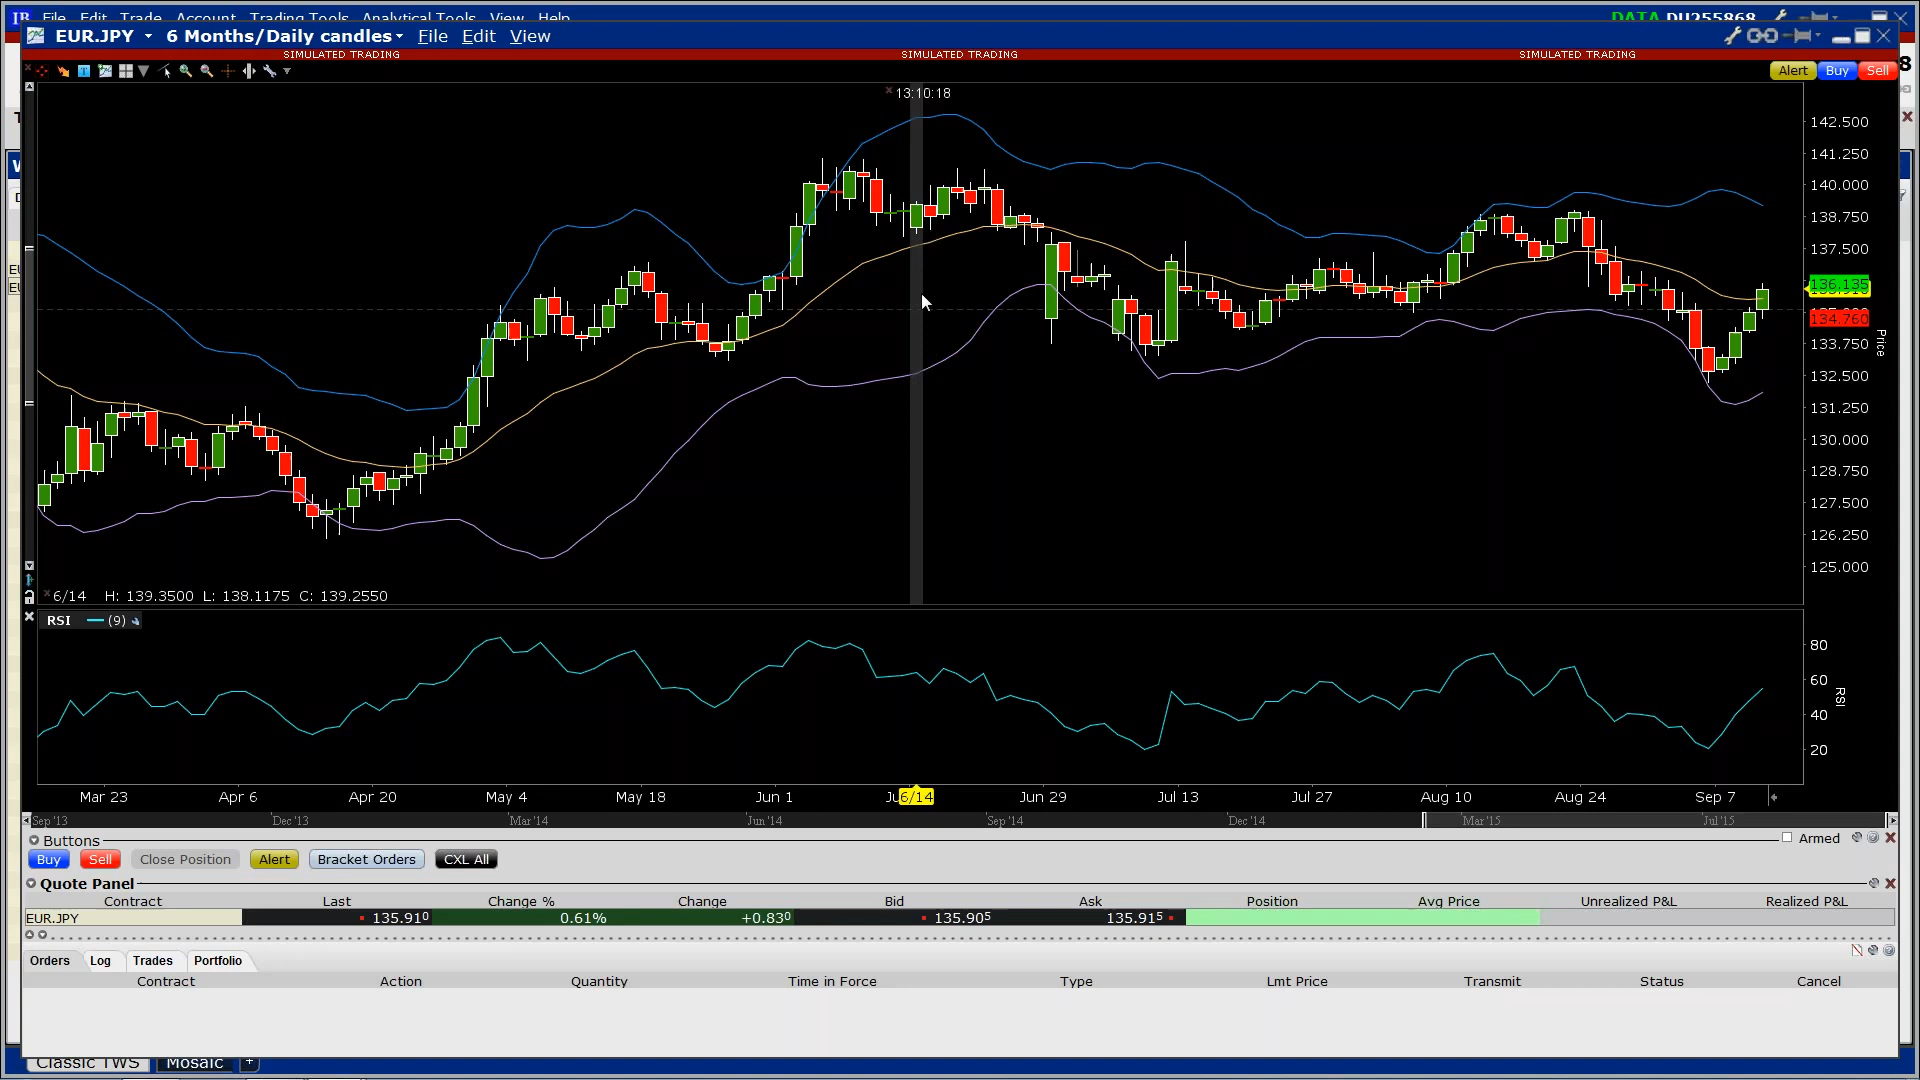 IB File Edit Trade Account Trading Tools Analytical Tools View Help DATA DU255868
EUR.JPY 6 Months/Daily candles File Edit View
SIMULATED TRADING SIMULATED TRADING SIMULATED TRADING
Alert Buy Sell
13:10:18
142.500
141.250
140.000
138.750
137.500
136.135
134.760
133.750
132.500
131.250
130.000
128.750
127.500
126.250
125.000
Price
6/14 H: 139.3500 L: 138.1175 C: 139.2550
RSI (9)
80
60
40
20
RSI
Mar 23 Apr 6 Apr 20 May 4 May 18 Jun 1 6/14 Jun 29 Jul 13 Jul 27 Aug 10 Aug 24 Sep 7
Sep '13 Dec '13 Mar '14 Jun '14 Sep '14 Dec '14 Mar '15 Jul '15
Buttons Armed
Buy Sell Close Position Alert Bracket Orders CXL All
Quote Panel
Contract Last Change % Change Bid Ask Position Avg Price Unrealized P&L Realized P&L
EUR.JPY 135.910 0.61% +0.830 135.905 135.915
Orders Log Trades Portfolio
Contract Action Quantity Time in Force Type Lmt Price Transmit Status Cancel
Classic TWS Mosaic +